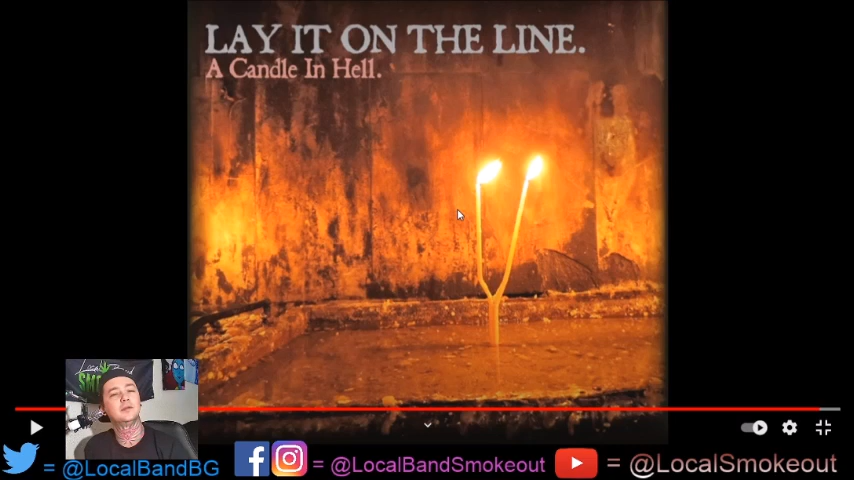 LAY IT ON THE LINE.
A Candle In Hell.
= @LocalBandBG
= @LocalBandSmokeout
= @LocalSmokeout